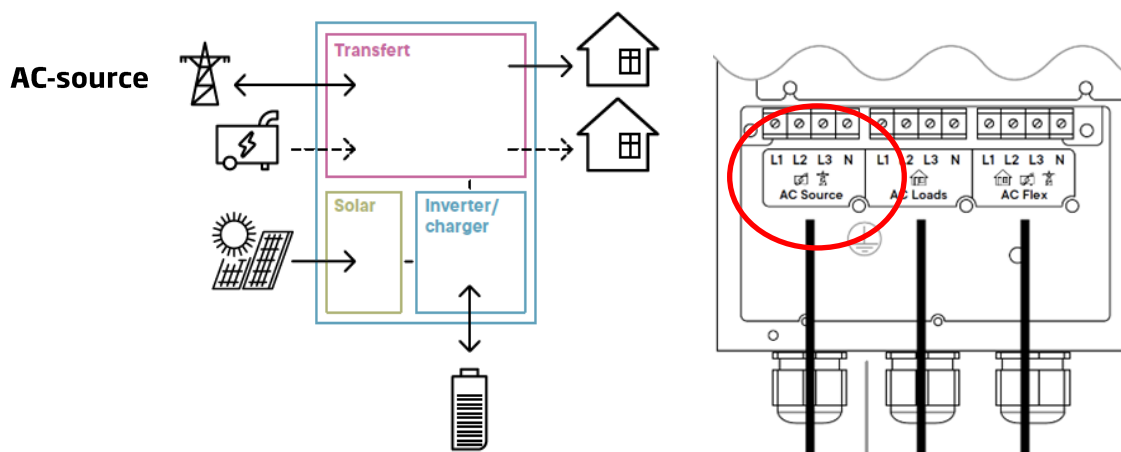 AC-source
Transfert
Solar
Inverter/
charger
L1 L2 L3 N
AC Source
L1 L2 L3 N
AC Loads
L1 L2 L3 N
AC Flex